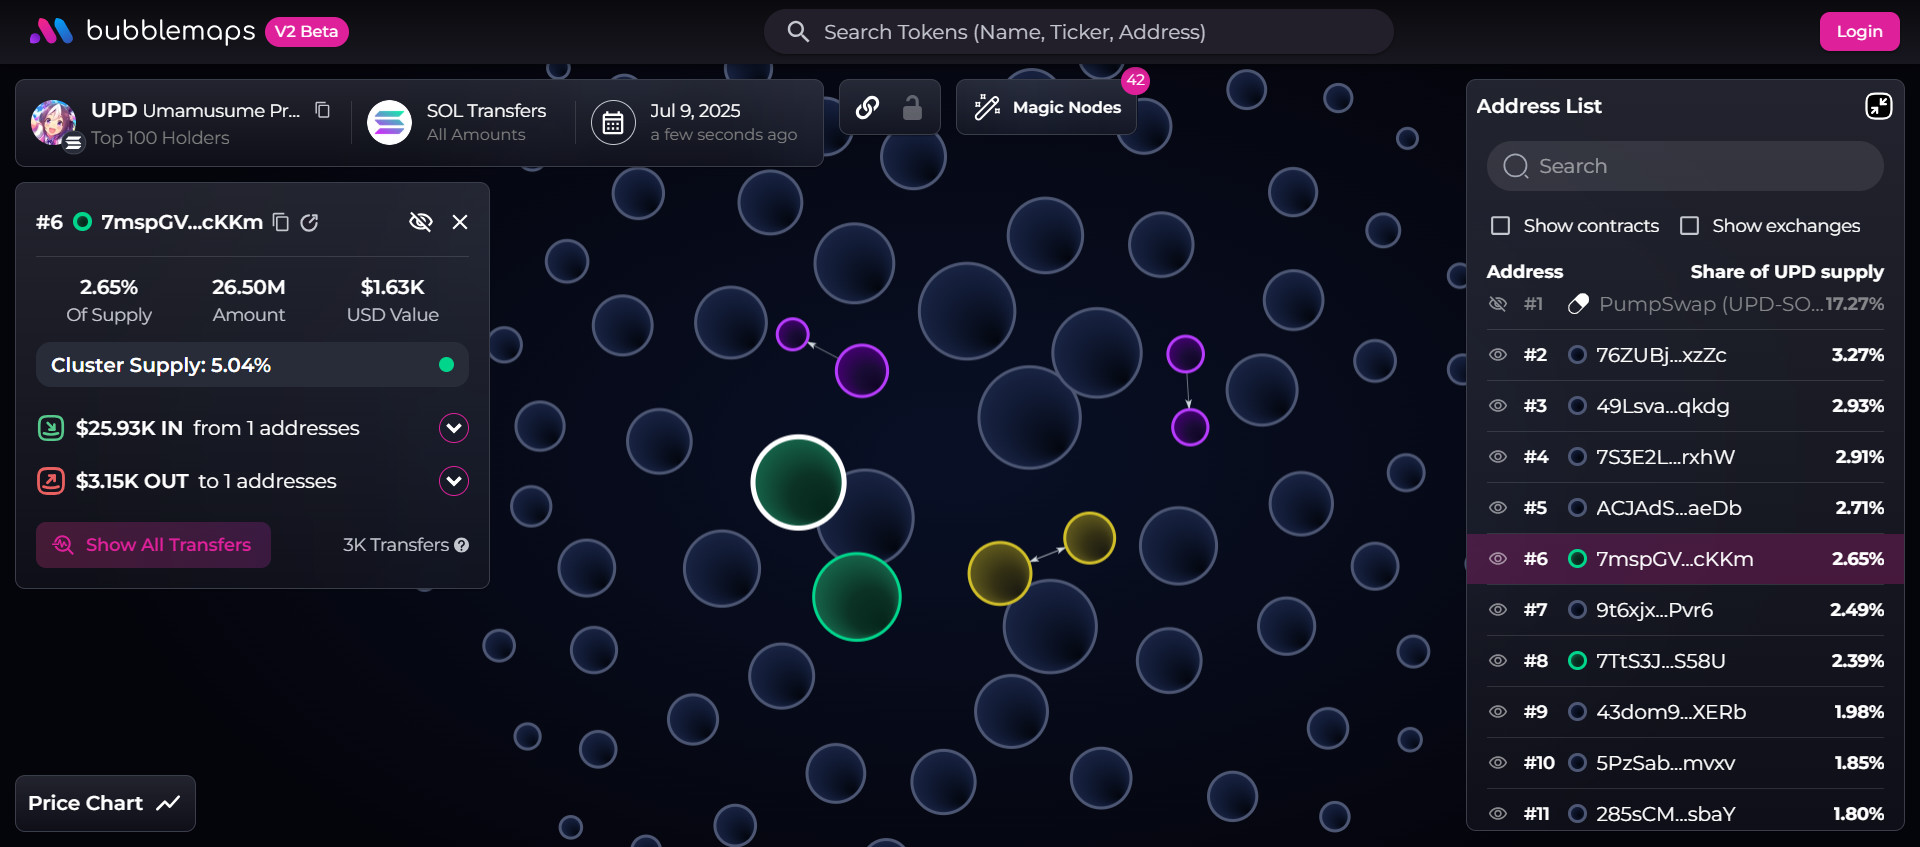 bubblemaps V2 Beta
Search Tokens (Name, Ticker, Address)
Login
UPD Umamusume Pr...
Top 100 Holders
SOL Transfers
All Amounts
Jul 9, 2025
a few seconds ago
42
Magic Nodes
#6 7mspGV...cKKm
2.65% 26.50M $1.63K
Of Supply Amount USD Value
Cluster Supply: 5.04%
$25.93K IN from 1 addresses
$3.15K OUT to 1 addresses
Show All Transfers 3K Transfers ?
Price Chart
Address List
Search
Show contracts Show exchanges
Address Share of UPD supply
#1 PumpSwap (UPD-SO... 17.27%
#2 76ZUBj...xzZc 3.27%
#3 49Lsva...qkdg 2.93%
#4 7S3E2L...rxhW 2.91%
#5 ACJAdS...aeDb 2.71%
#6 7mspGV...cKKm 2.65%
#7 9t6xjx...Pvr6 2.49%
#8 7TtS3J...S58U 2.39%
#9 43dom9...XERb 1.98%
#10 5PzSab...mvxv 1.85%
#11 285sCM...sbaY 1.80%